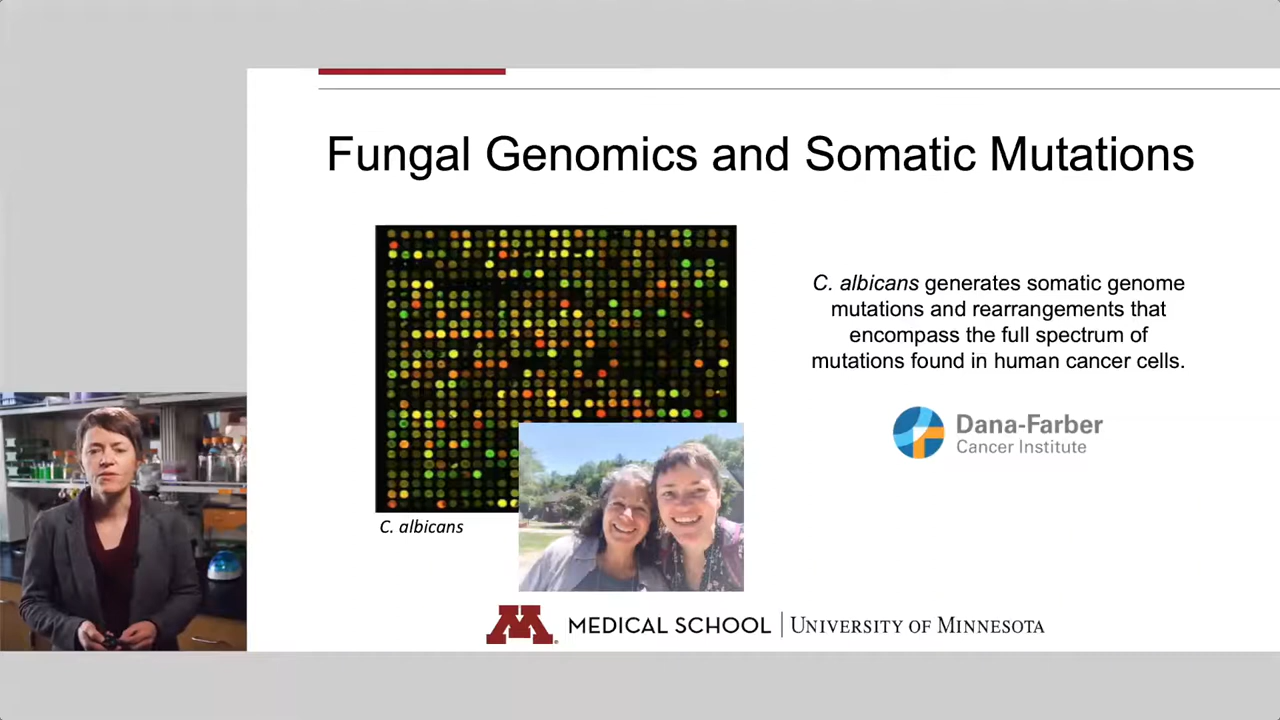 Fungal Genomics and Somatic Mutations
C. albicans generates somatic genome
mutations and rearrangements that
encompass the full spectrum of
mutations found in human cancer cells.
Dana-Farber
Cancer Institute
C. albicans
M MEDICAL SCHOOL | UNIVERSITY OF MINNESOTA